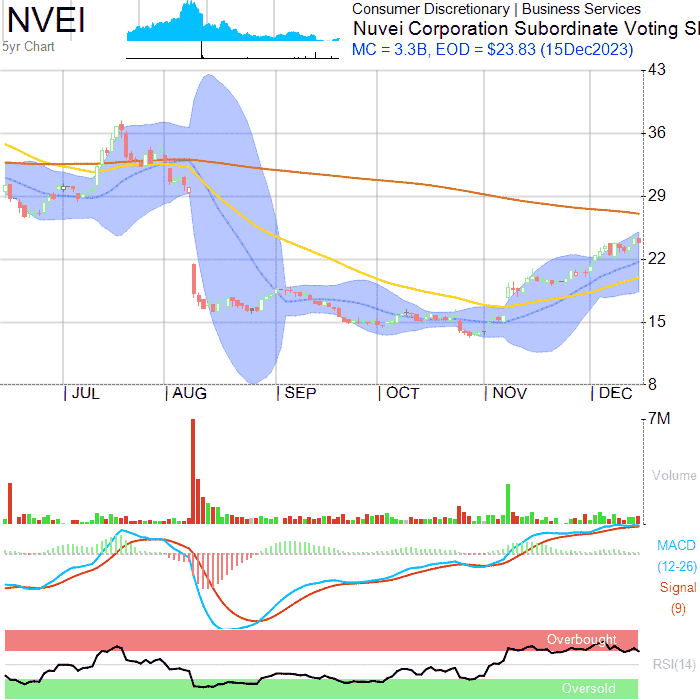 NVEI
5yr Chart
Consumer Discretionary | Business Services
Nuvei Corporation Subordinate Voting Sl
MC = 3.3B, EOD = $23.83 (15Dec2023)
43
36
29
22
15
8
JUL AUG SEP OCT NOV DEC
7M
Volume
MACD
(12-26)
Signal
(9)
Overbought
RSI(14)
Oversold